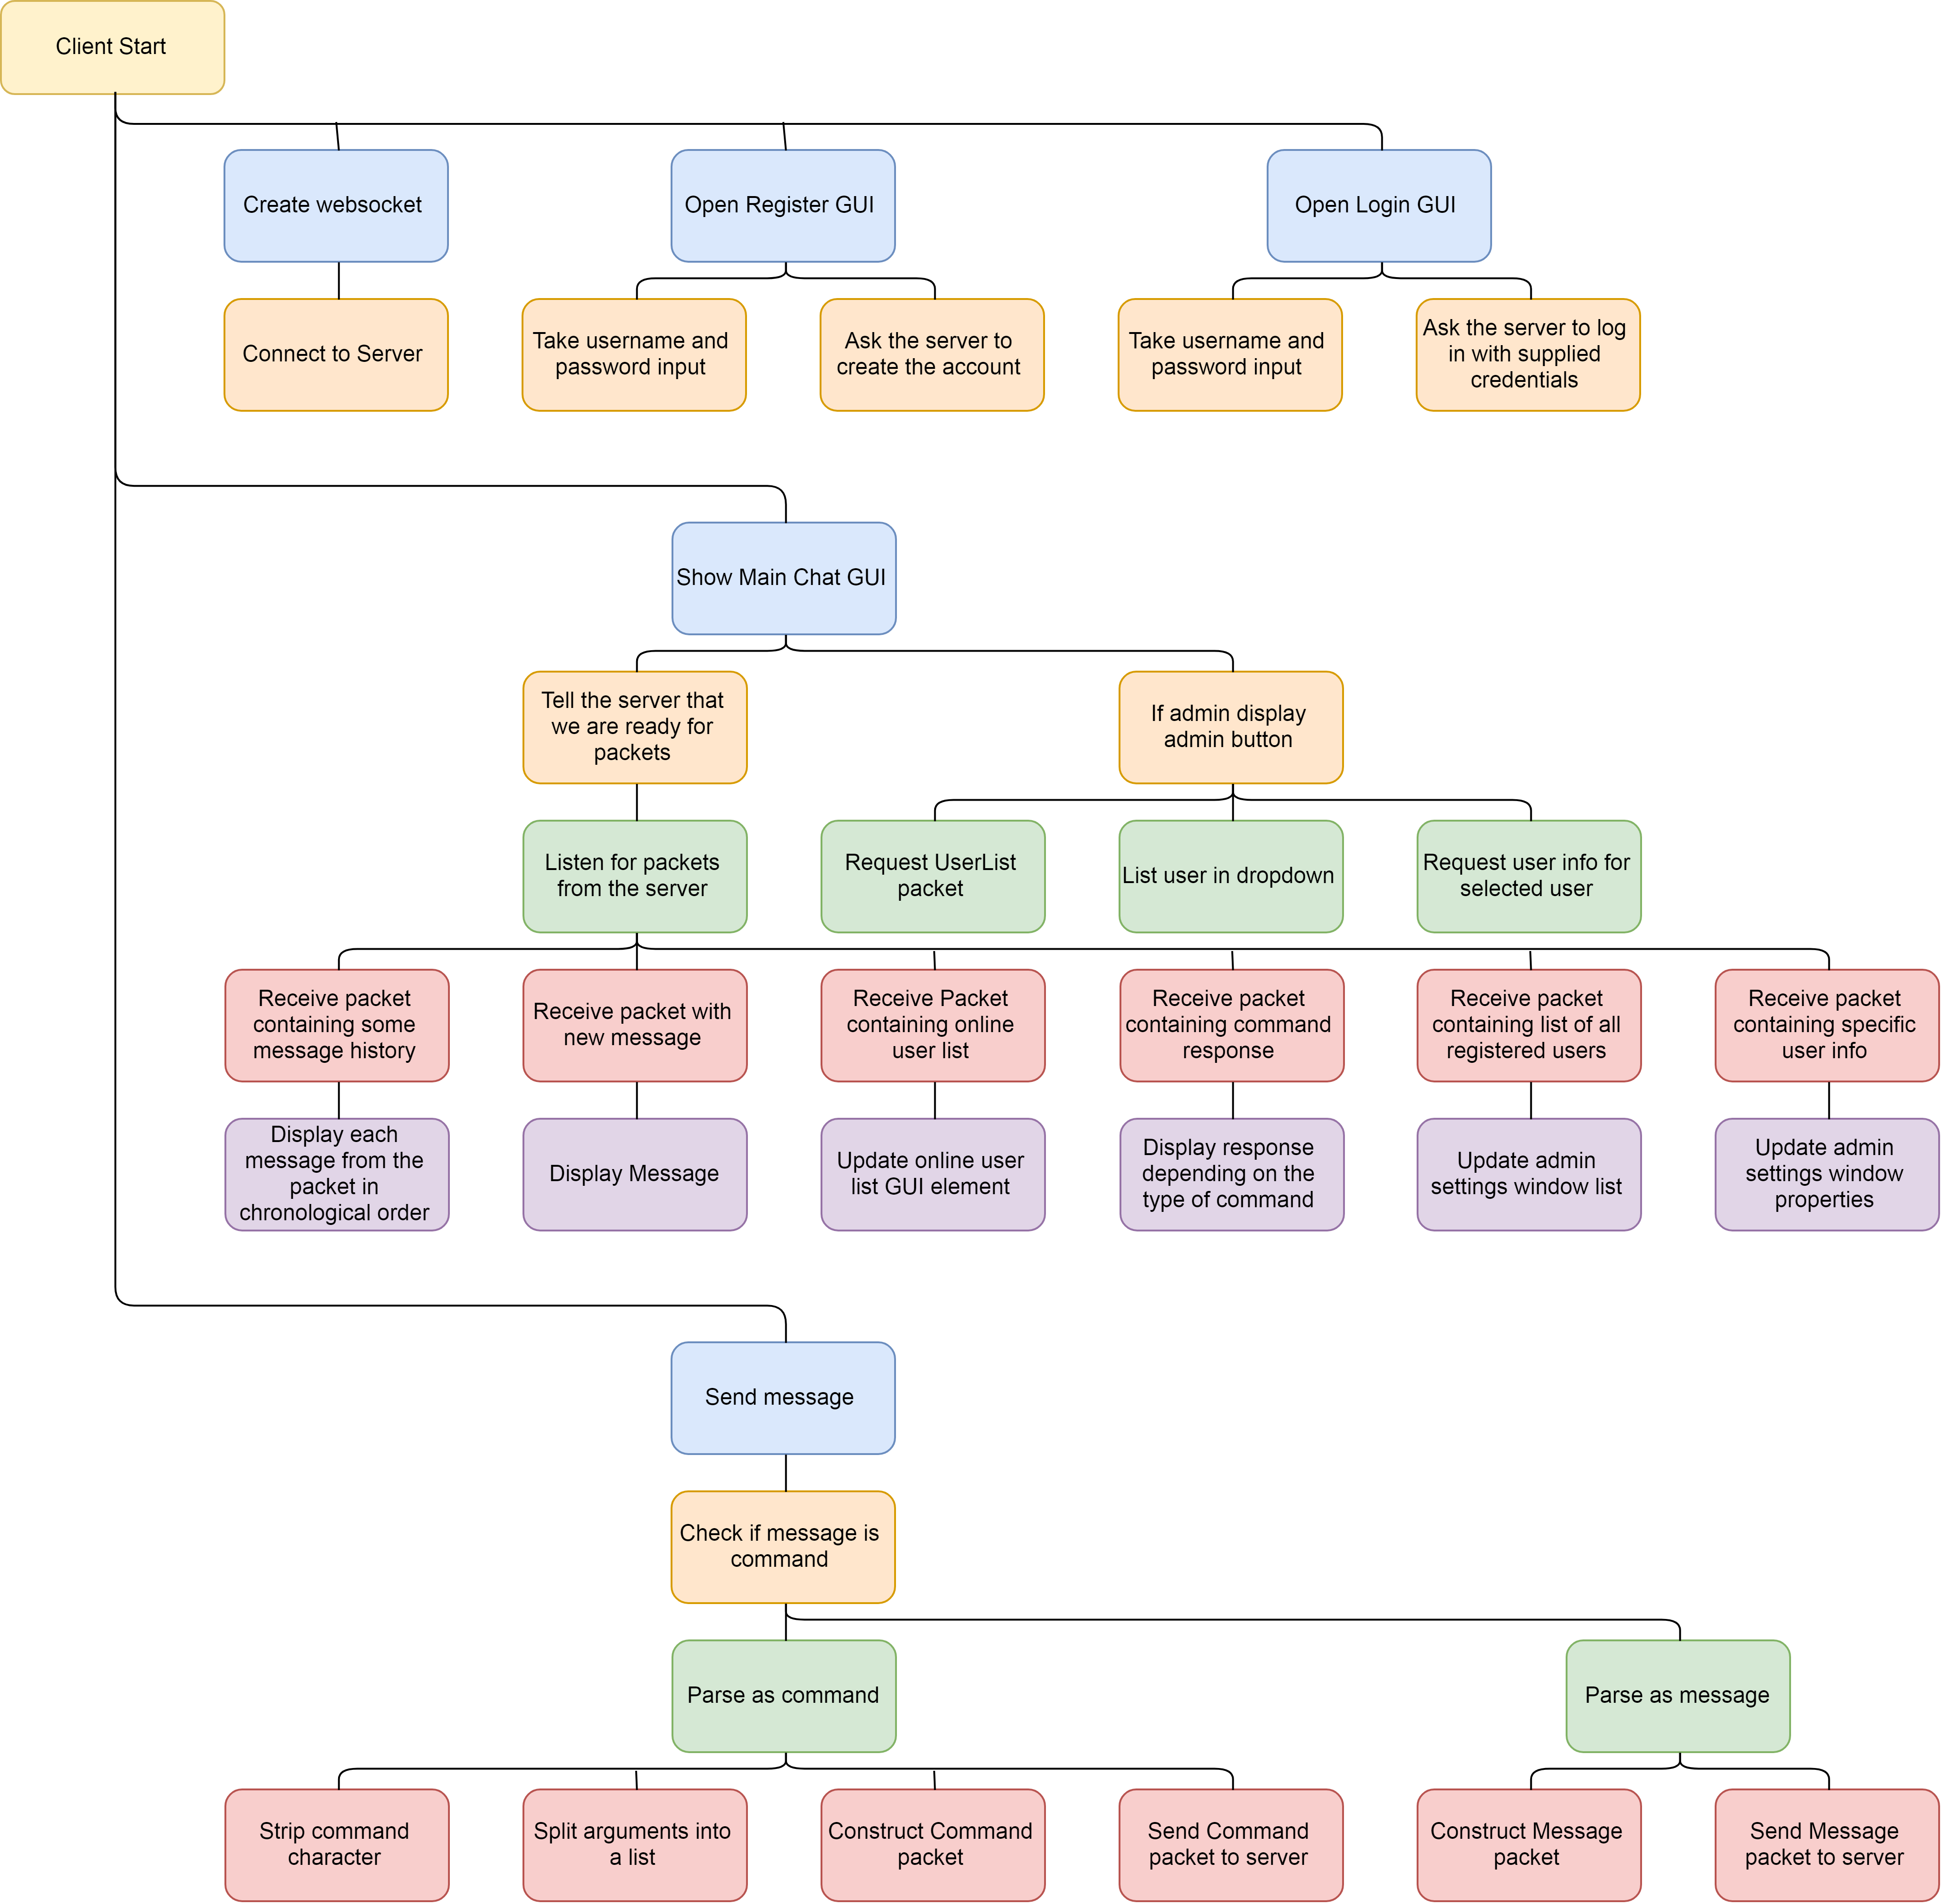 Client Start
Create websocket
Open Register GUI
Open Login GUI
Connect to Server
Take username and
password input
Ask the server to
create the account
Take username and
password input
Ask the server to log
in with supplied
credentials
Show Main Chat GUI
Tell the server that
we are ready for
packets
If admin display
admin button
Listen for packets
from the server
Request UserList
packet
List user in dropdown
Request user info for
selected user
Receive packet
containing some
message history
Receive packet with
new message
Receive Packet
containing online
user list
Receive packet
containing command
response
Receive packet
containing list of all
registered users
Receive packet
containing specific
user info
Display each
message from the
packet in
chronological order
Display Message
Update online user
list GUI element
Display response
depending on the
type of command
Update admin
settings window list
Update admin
settings window
properties
Send message
Check if message is
command
Parse as command
Parse as message
Strip command
character
Split arguments into
a list
Construct Command
packet
Send Command
packet to server
Construct Message
packet
Send Message
packet to server